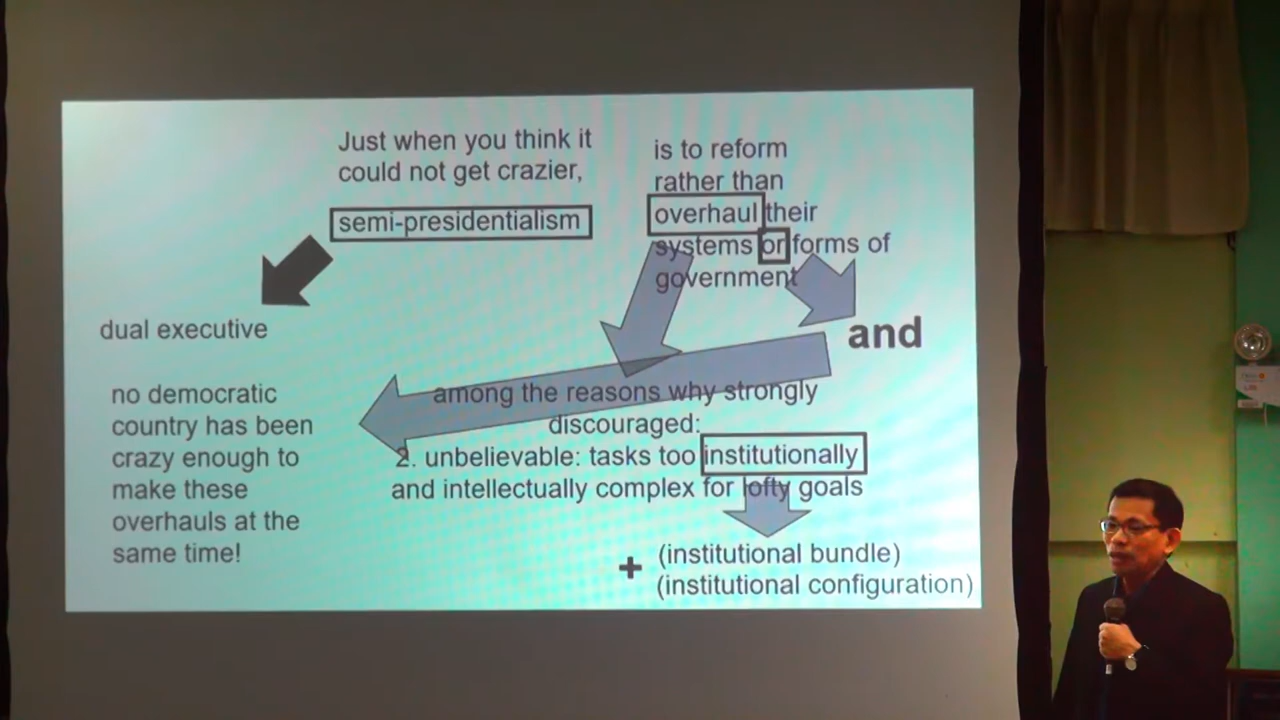 Just when you think it
could not get crazier,
semi-presidentialism
dual executive
no democratic
country has been
crazy enough to
make these
overhauls at the
same time!
is to reform
rather than
overhaul their
systems or forms of
government
and
among the reasons why strongly
discouraged:
2. unbelievable: tasks too institutionally
and intellectually complex for lofty goals
+ (institutional bundle)
(institutional configuration)